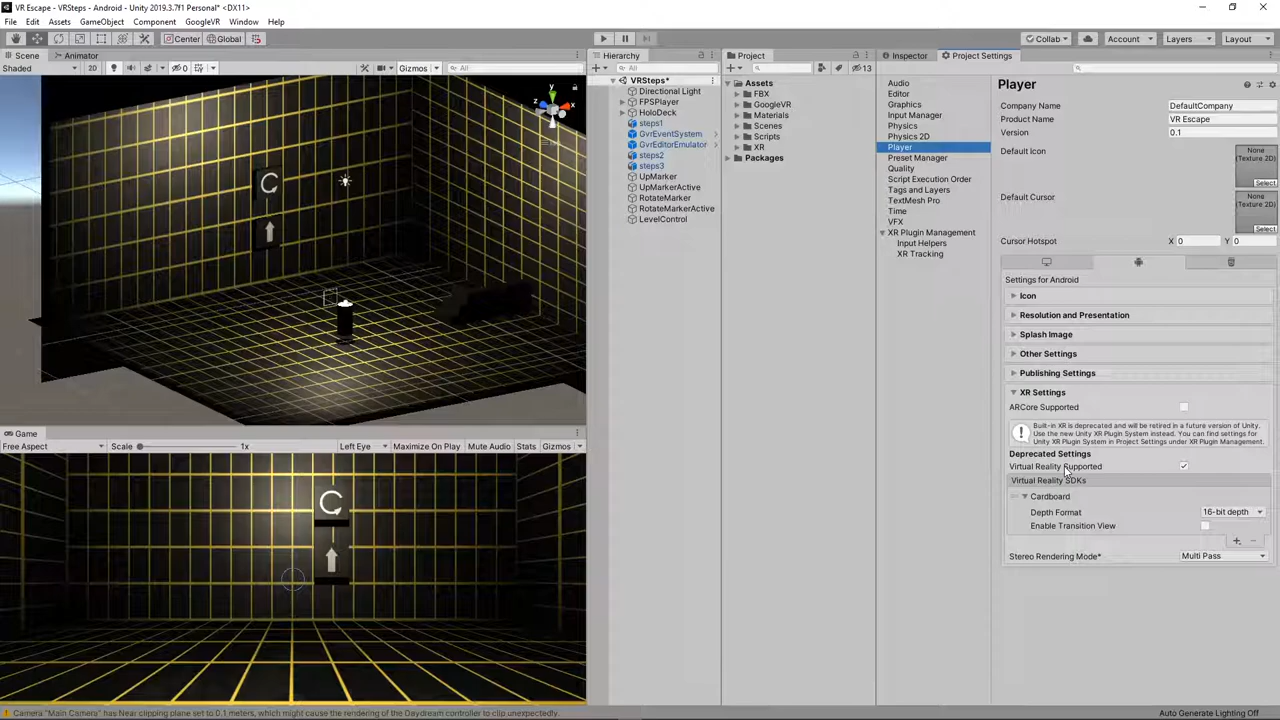 VR Escape - VRSteps - Android - Unity 2019.3.7f1 Personal* <DX11>
File Edit Assets GameObject Component GoogleVR Window Help
Center Global
Collab Account Layers Layout
Scene Animator
Shaded 2D 0 Gizmos All
Hierarchy
All
VRSteps*
Directional Light
FPSPlayer
HoloDeck
steps1
GvrEventSystem
GvrEditorEmulator
steps2
steps3
UpMarker
UpMarkerActive
RotateMarker
RotateMarkerActive
LevelControl
Project
13
Assets
FBX
GoogleVR
Materials
Scenes
Scripts
XR
Packages
Inspector Project Settings
Audio
Editor
Graphics
Input Manager
Physics
Physics 2D
Player
Preset Manager
Quality
Script Execution Order
Tags and Layers
TextMesh Pro
Time
VFX
XR Plugin Management
Input Helpers
XR Tracking
Player
Company Name DefaultCompany
Product Name VR Escape
Version 0.1
Default Icon None
(Texture 2D)
Select
Default Cursor None
(Texture 2D)
Select
Cursor Hotspot X 0 Y 0
Settings for Android
Icon
Resolution and Presentation
Splash Image
Other Settings
Publishing Settings
XR Settings
ARCore Supported
Built-in XR is deprecated and will be retired in a future version of Unity.
Use the new Unity XR Plugin System instead. You can find settings for
Unity XR Plugin System in Project Settings under XR Plugin Management.
Deprecated Settings
Virtual Reality Supported
Virtual Reality SDKs
Cardboard
Depth Format 16-bit depth
Enable Transition View
Stereo Rendering Mode* Multi Pass
Game
Free Aspect Scale 1x Left Eye Maximize On Play Mute Audio Stats Gizmos
Camera "Main Camera" has Near clipping plane set to 0.1 meters, which might cause the rendering of the Daydream controller to clip unexpectedly.
Auto Generate Lighting Off